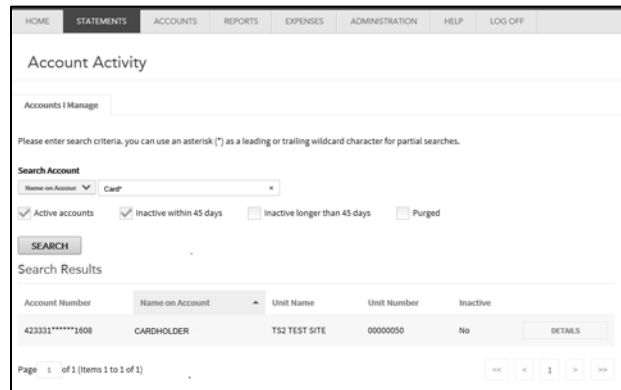 HOME STATEMENTS ACCOUNTS REPORTS EXPENSES ADMINISTRATION HELP LOG OFF
Account Activity
Accounts I Manage
Please enter search criteria, you can use an asterisk (*) as a leading or trailing wildcard character for partial searches.
Search Account
Name on Accour Card* ×
Active accounts Inactive within 45 days Inactive longer than 45 days Purged
SEARCH
Search Results
Account Number Name on Account Unit Name Unit Number Inactive
423331******1608 CARDHOLDER TS2 TEST SITE 00000050 No DETAILS
Page 1 of 1 (Items 1 to 1 of 1) << < 1 > >>